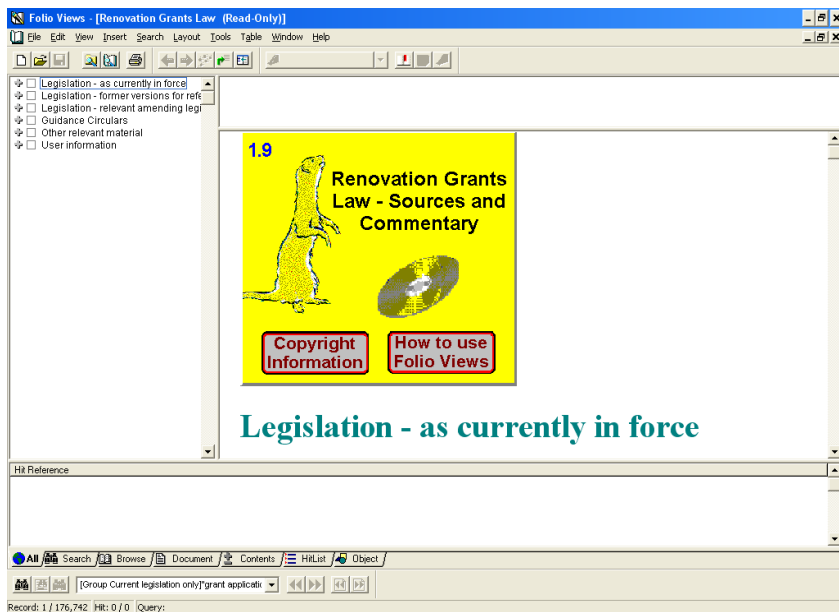 Folio Views - [Renovation Grants Law (Read-Only)]
File Edit View Insert Search Layout Tools Table Window Help
Legislation - as currently in force
Legislation - former versions for refe
Legislation - relevant amending legi
Guidance Circulars
Other relevant material
User information
1.9
Renovation Grants
Law - Sources and
Commentary
Copyright
Information
How to use
Folio Views
Legislation - as currently in force
Hit Reference
All Search Browse Document Contents HitList Object
[Group Current legislation only]"grant applicatic
Record: 1 / 176,742 Hit: 0 / 0 Query: